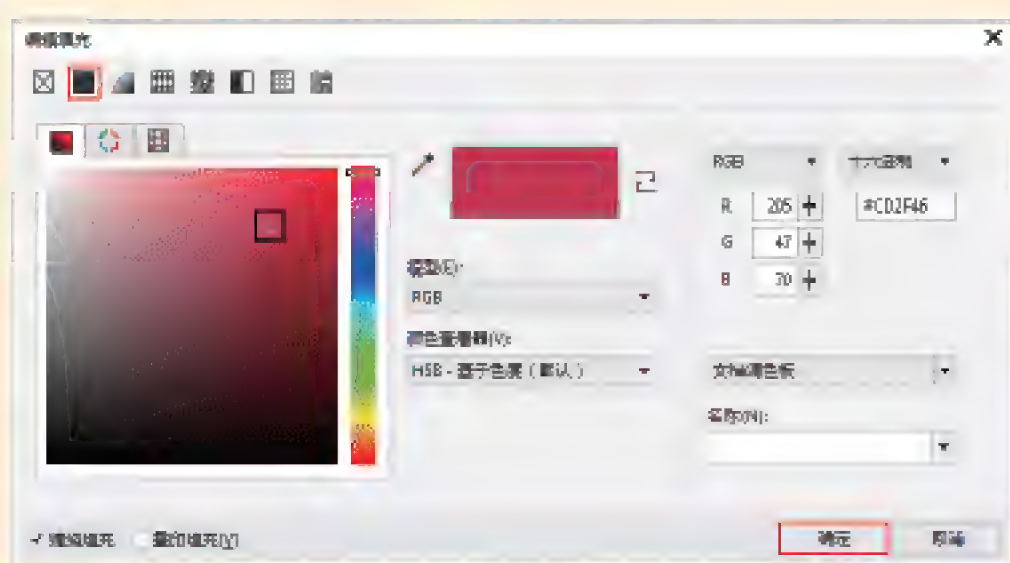 编辑填充
RGB
十六进制
R 205
#CD2F46
G 47
B 70
模型(E):
RGB
颜色查看器(V):
HSB - 基于色度（默认）
文档调色板
名称(N):
缠绕填充
叠印填充(V)
确定
取消